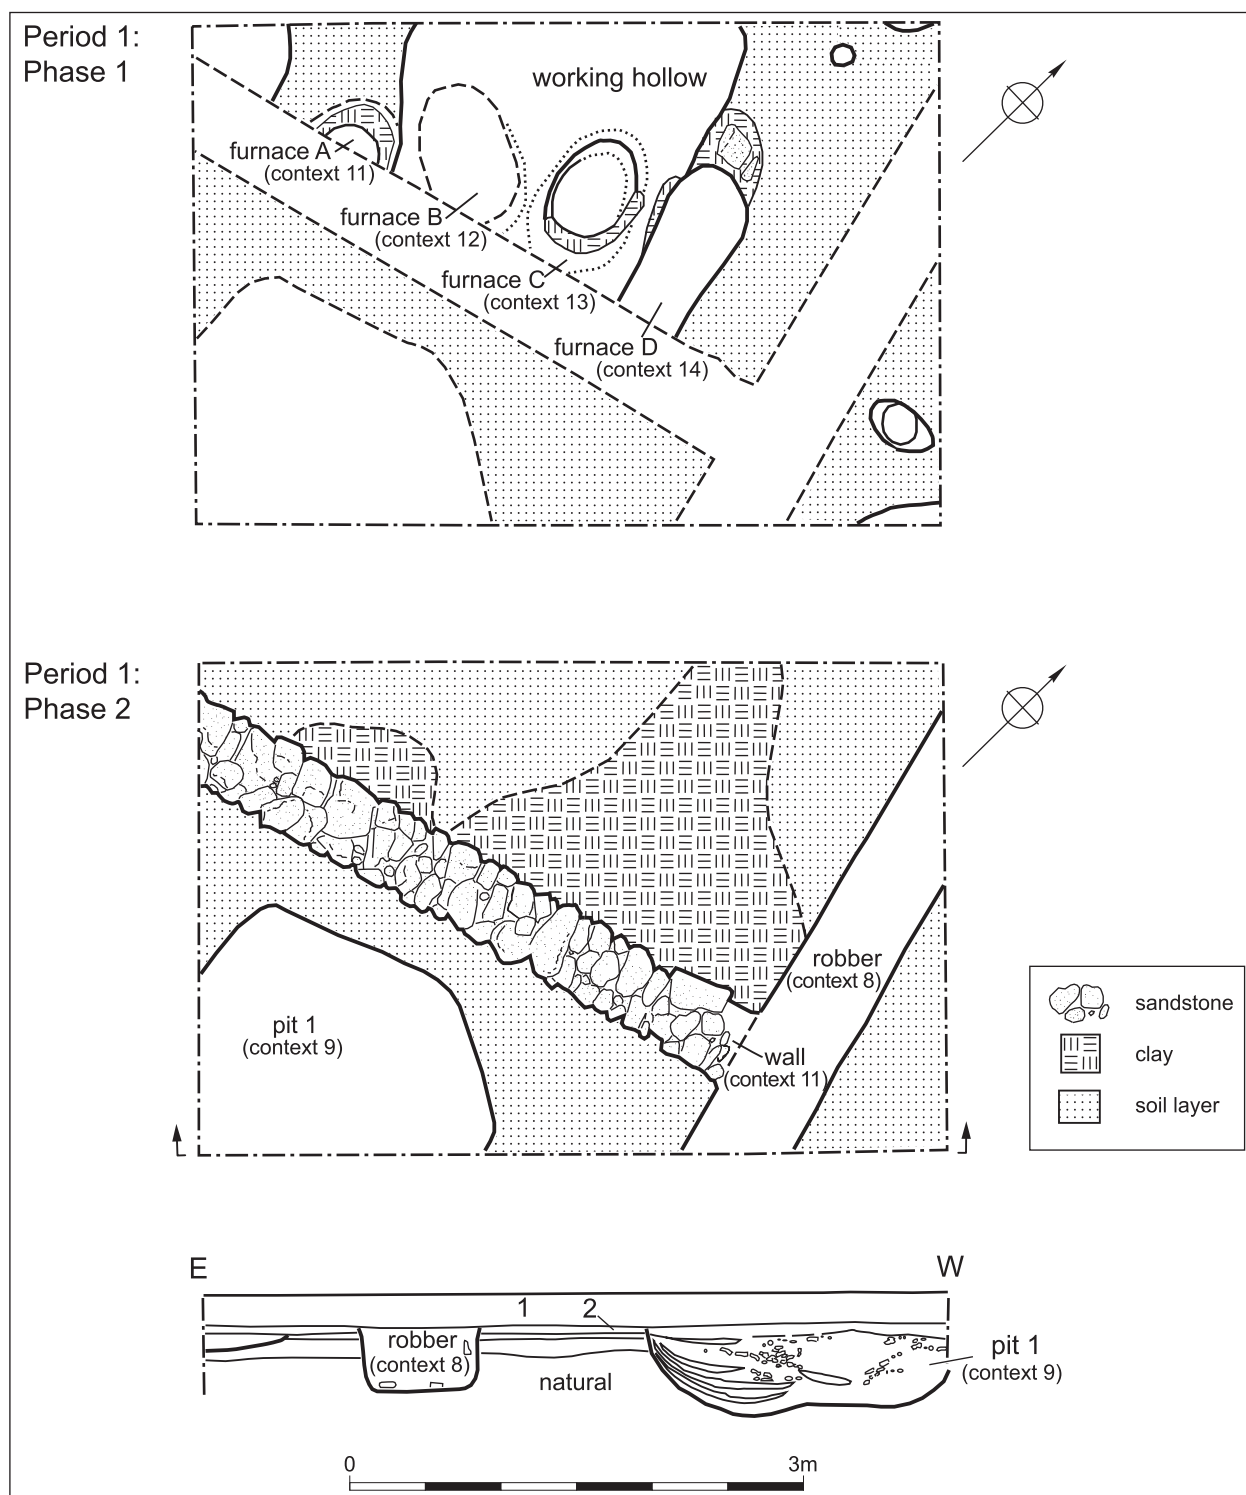 Period 1:
Phase 1
working hollow
furnace A
(context 11)
furnace B
(context 12)
furnace C
(context 13)
furnace D
(context 14)
Period 1:
Phase 2
robber
(context 8)
pit 1
(context 9)
wall
(context 11)
sandstone
clay
soil layer
E W
1 2
robber
(context 8)
natural
pit 1
(context 9)
0 3m